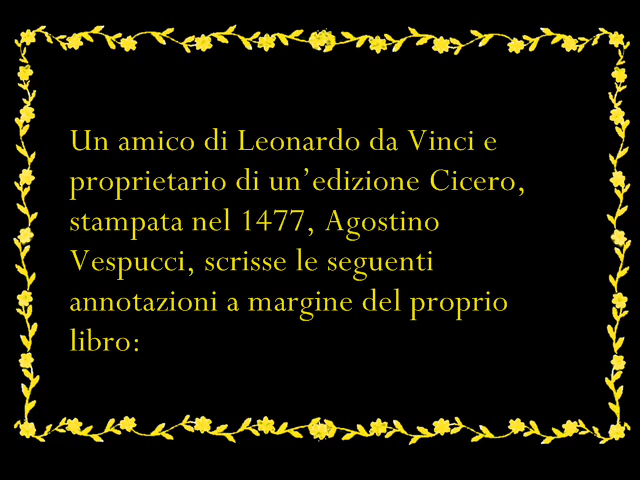 Un amico di Leonardo da Vinci e
proprietario di un’edizione Cicero,
stampata nel 1477, Agostino
Vespucci, scrisse le seguenti
annotazioni a margine del proprio
libro: